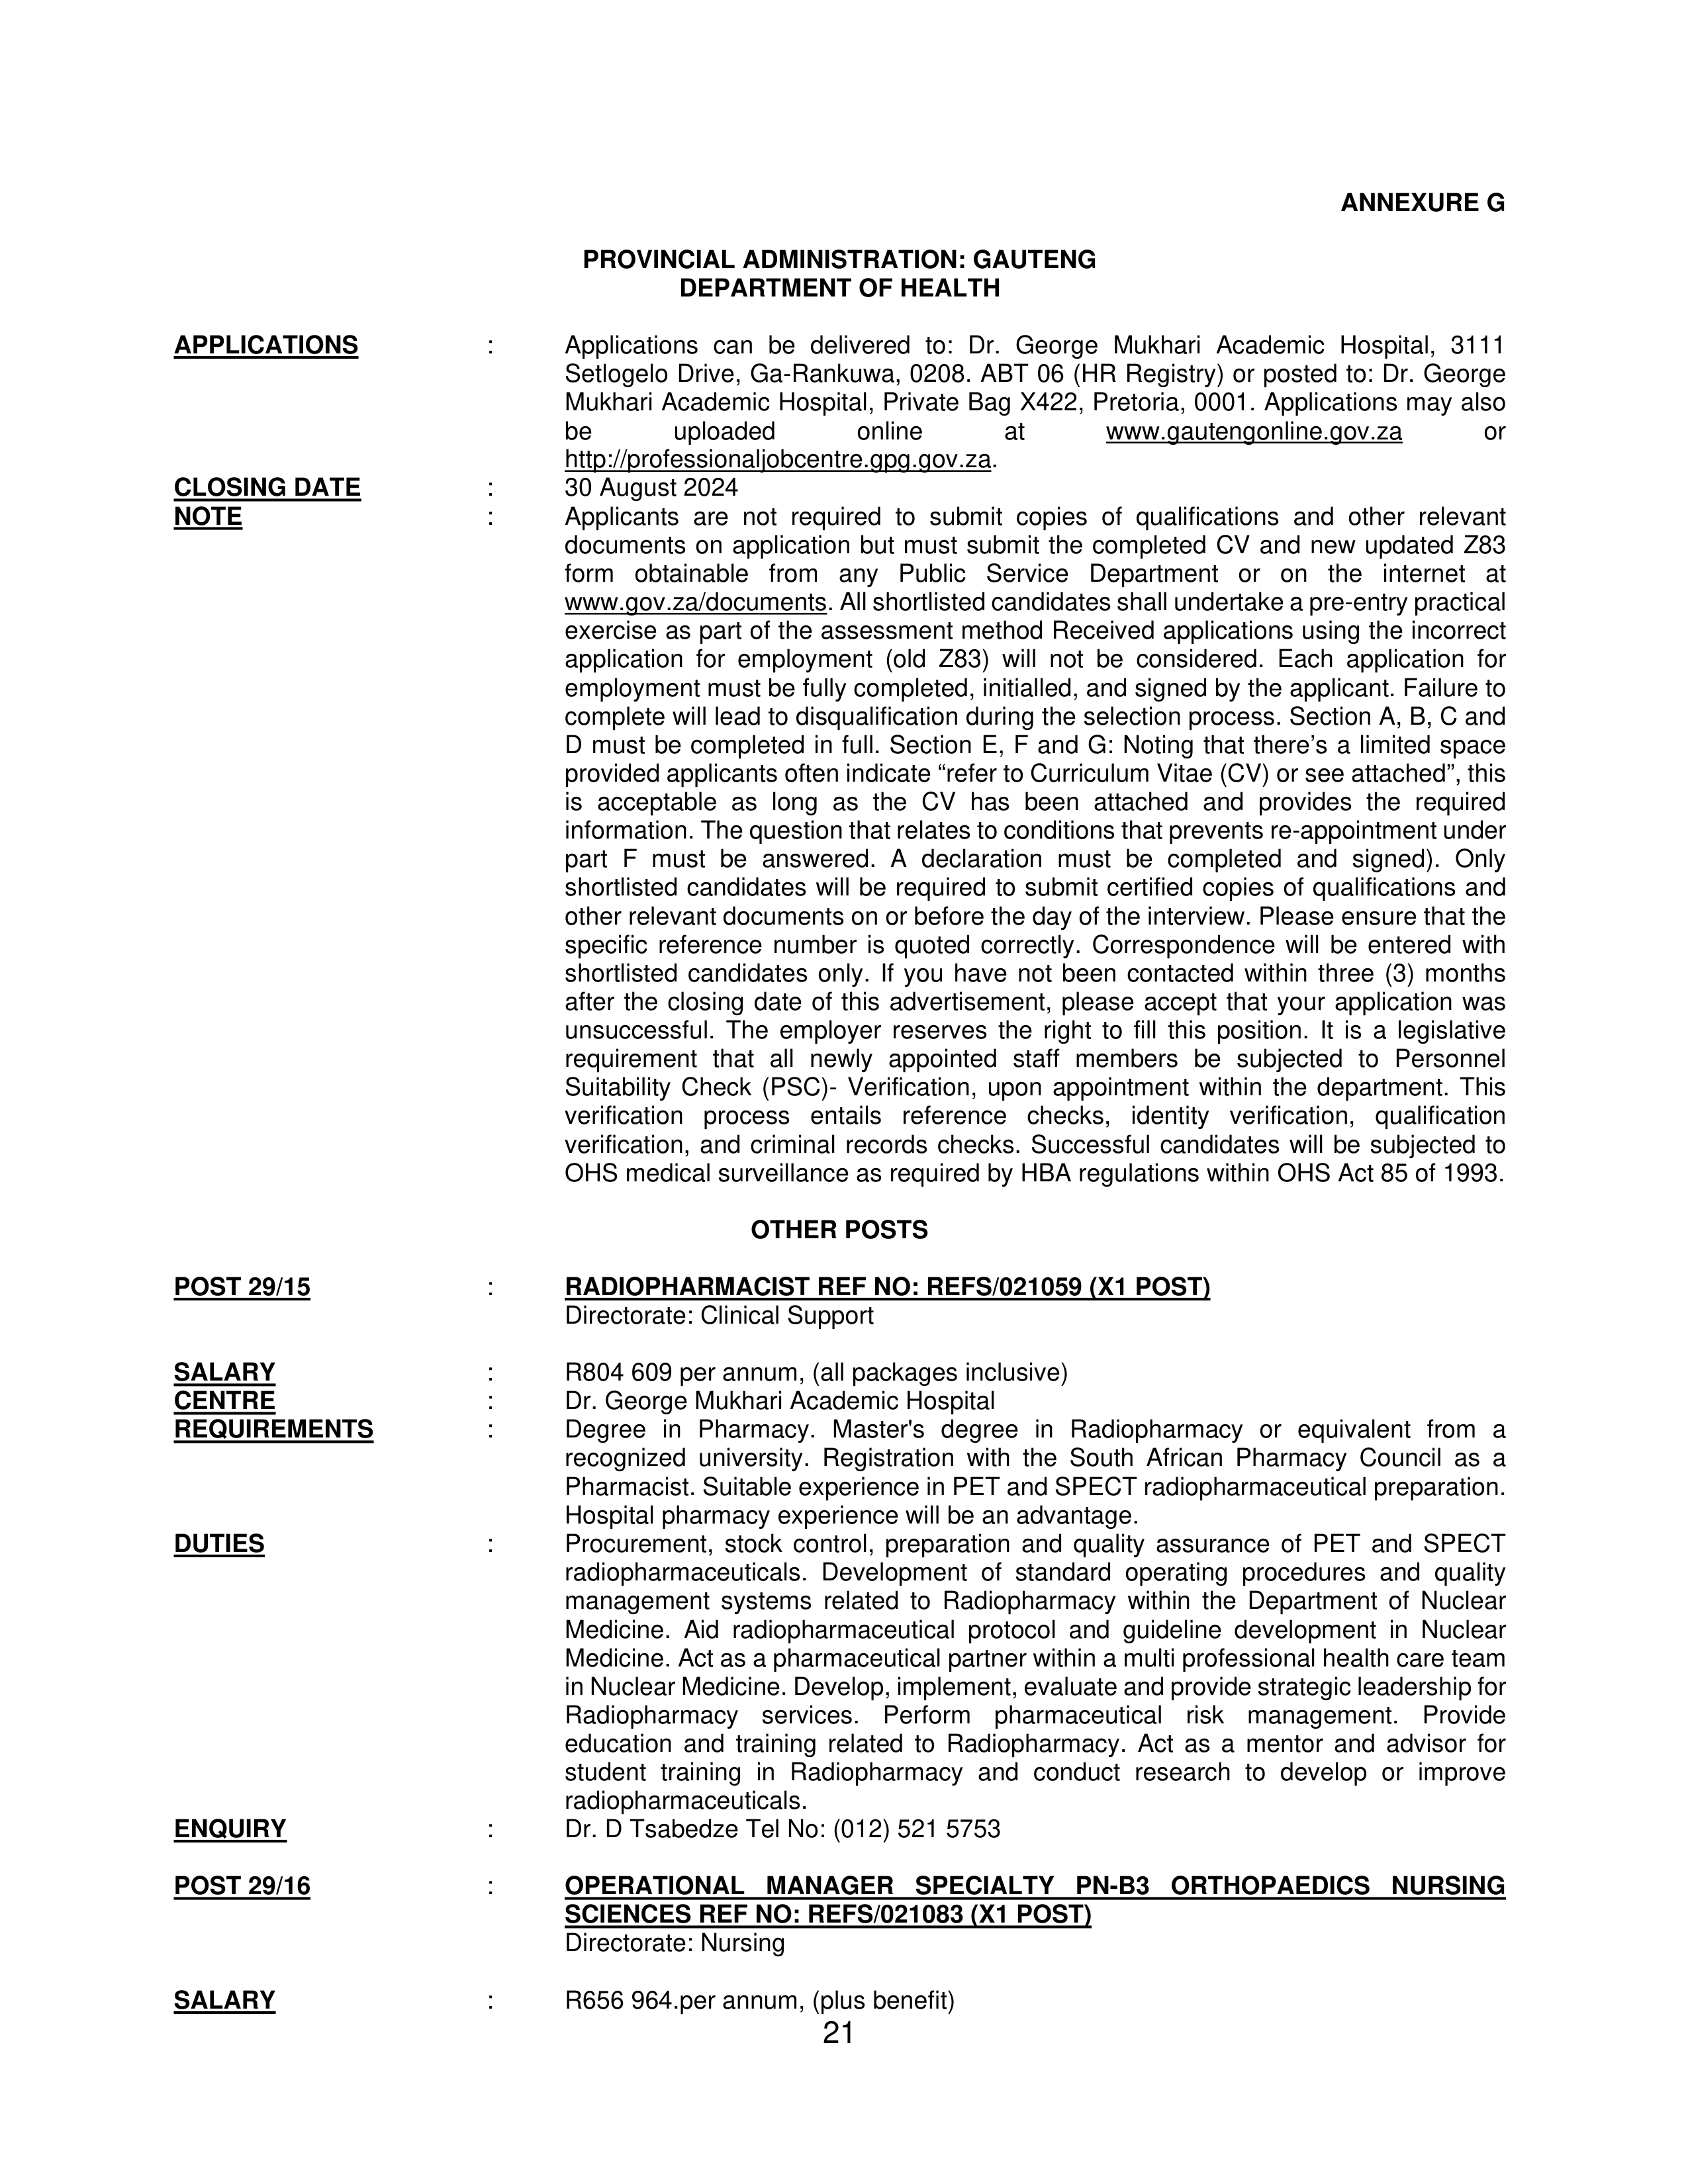 ANNEXURE G
PROVINCIAL ADMINISTRATION: GAUTENG
DEPARTMENT OF HEALTH
APPLICATIONS : Applications can be delivered to: Dr. George Mukhari Academic Hospital, 3111
Setlogelo Drive, Ga-Rankuwa, 0208. ABT 06 (HR Registry) or posted to: Dr. George
Mukhari Academic Hospital, Private Bag X422, Pretoria, 0001. Applications may also
be uploaded online at www.gautengonline.gov.za or
http://professionaljobcentre.gpg.gov.za.
CLOSING DATE : 30 August 2024
NOTE : Applicants are not required to submit copies of qualifications and other relevant
documents on application but must submit the completed CV and new updated Z83
form obtainable from any Public Service Department or on the internet at
www.gov.za/documents. All shortlisted candidates shall undertake a pre-entry practical
exercise as part of the assessment method Received applications using the incorrect
application for employment (old Z83) will not be considered. Each application for
employment must be fully completed, initialled, and signed by the applicant. Failure to
complete will lead to disqualification during the selection process. Section A, B, C and
D must be completed in full. Section E, F and G: Noting that there’s a limited space
provided applicants often indicate “refer to Curriculum Vitae (CV) or see attached”, this
is acceptable as long as the CV has been attached and provides the required
information. The question that relates to conditions that prevents re-appointment under
part F must be answered. A declaration must be completed and signed). Only
shortlisted candidates will be required to submit certified copies of qualifications and
other relevant documents on or before the day of the interview. Please ensure that the
specific reference number is quoted correctly. Correspondence will be entered with
shortlisted candidates only. If you have not been contacted within three (3) months
after the closing date of this advertisement, please accept that your application was
unsuccessful. The employer reserves the right to fill this position. It is a legislative
requirement that all newly appointed staff members be subjected to Personnel
Suitability Check (PSC)- Verification, upon appointment within the department. This
verification process entails reference checks, identity verification, qualification
verification, and criminal records checks. Successful candidates will be subjected to
OHS medical surveillance as required by HBA regulations within OHS Act 85 of 1993.
OTHER POSTS
POST 29/15 : RADIOPHARMACIST REF NO: REFS/021059 (X1 POST)
Directorate: Clinical Support
SALARY : R804 609 per annum, (all packages inclusive)
CENTRE : Dr. George Mukhari Academic Hospital
REQUIREMENTS : Degree in Pharmacy. Master's degree in Radiopharmacy or equivalent from a
recognized university. Registration with the South African Pharmacy Council as a
Pharmacist. Suitable experience in PET and SPECT radiopharmaceutical preparation.
Hospital pharmacy experience will be an advantage.
DUTIES : Procurement, stock control, preparation and quality assurance of PET and SPECT
radiopharmaceuticals. Development of standard operating procedures and quality
management systems related to Radiopharmacy within the Department of Nuclear
Medicine. Aid radiopharmaceutical protocol and guideline development in Nuclear
Medicine. Act as a pharmaceutical partner within a multi professional health care team
in Nuclear Medicine. Develop, implement, evaluate and provide strategic leadership for
Radiopharmacy services. Perform pharmaceutical risk management. Provide
education and training related to Radiopharmacy. Act as a mentor and advisor for
student training in Radiopharmacy and conduct research to develop or improve
radiopharmaceuticals.
ENQUIRY : Dr. D Tsabedze Tel No: (012) 521 5753
POST 29/16 : OPERATIONAL MANAGER SPECIALTY PN-B3 ORTHOPAEDICS NURSING
SCIENCES REF NO: REFS/021083 (X1 POST)
Directorate: Nursing
SALARY : R656 964.per annum, (plus benefit)
21